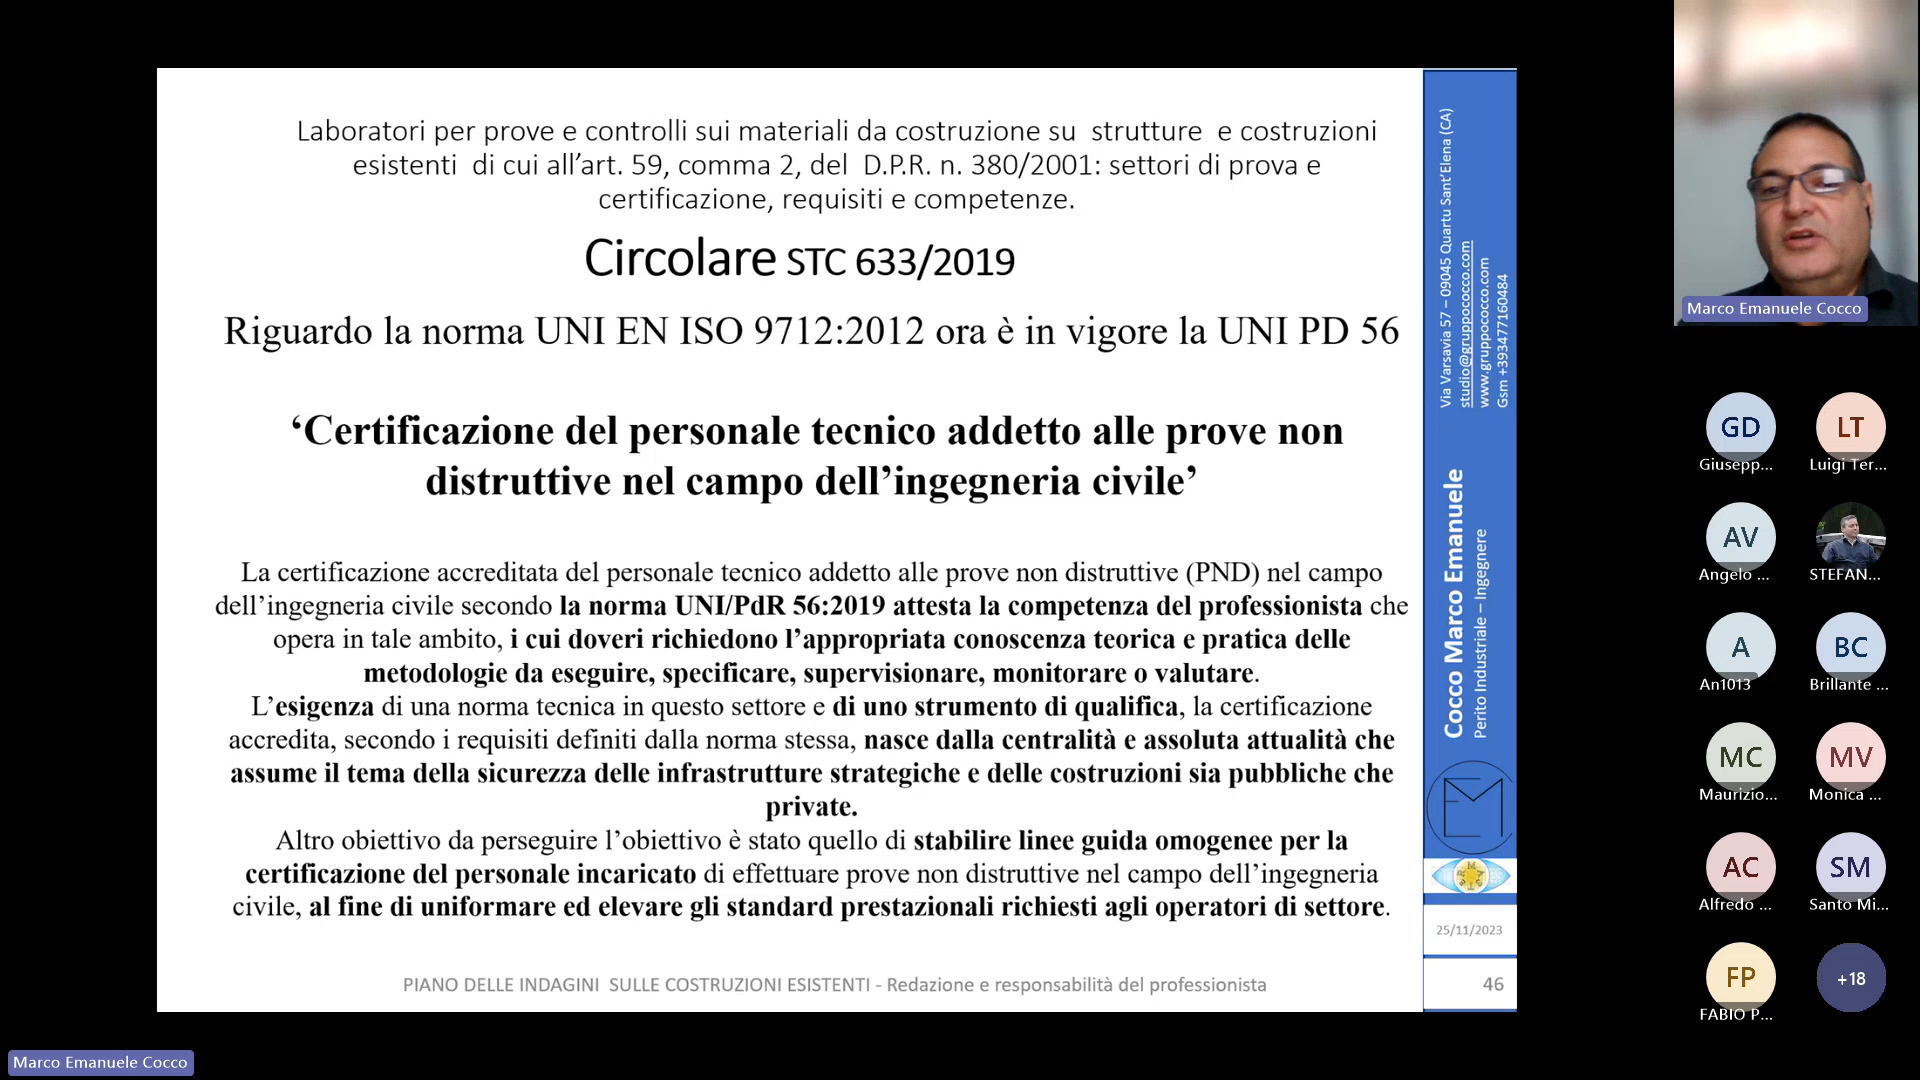 Laboratori per prove e controlli sui materiali da costruzione su strutture e costruzioni
esistenti di cui all’art. 59, comma 2, del D.P.R. n. 380/2001: settori di prova e
certificazione, requisiti e competenze.
Circolare STC 633/2019
Riguardo la norma UNI EN ISO 9712:2012 ora è in vigore la UNI PD 56
‘Certificazione del personale tecnico addetto alle prove non
distruttive nel campo dell’ingegneria civile’
La certificazione accreditata del personale tecnico addetto alle prove non distruttive (PND) nel campo
dell’ingegneria civile secondo la norma UNI/PdR 56:2019 attesta la competenza del professionista che
opera in tale ambito, i cui doveri richiedono l’appropriata conoscenza teorica e pratica delle
metodologie da eseguire, specificare, supervisionare, monitorare o valutare.
L’esigenza di una norma tecnica in questo settore e di uno strumento di qualifica, la certificazione
accredita, secondo i requisiti definiti dalla norma stessa, nasce dalla centralità e assoluta attualità che
assume il tema della sicurezza delle infrastrutture strategiche e delle costruzioni sia pubbliche che
private.
Altro obiettivo da perseguire l’obiettivo è stato quello di stabilire linee guida omogenee per la
certificazione del personale incaricato di effettuare prove non distruttive nel campo dell’ingegneria
civile, al fine di uniformare ed elevare gli standard prestazionali richiesti agli operatori di settore.
PIANO DELLE INDAGINI SULLE COSTRUZIONI ESISTENTI - Redazione e responsabilità del professionista
Via Varsavia 57 – 09045 Quartu Sant’Elena (CA)
studio@gruppococco.com
www.gruppococco.com
Gsm +393477160484
Cocco Marco Emanuele
Perito Industriale – Ingegnere
25/11/2023
46
Marco Emanuele Cocco
GD
Giusepp...
LT
Luigi Ter...
AV
Angelo ...
STEFAN...
A
An1013
BC
Brillante ...
MC
Maurizio...
MV
Monica ...
AC
Alfredo ...
SM
Santo Mi...
FP
FABIO P...
+18
Marco Emanuele Cocco